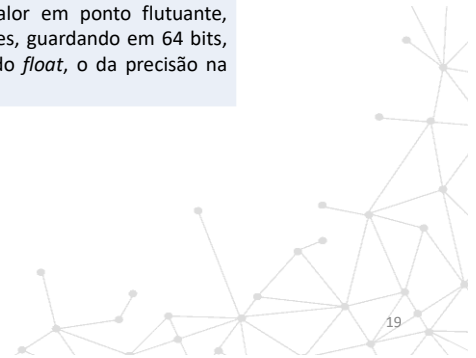 alor em ponto flutuante,
es, guardando em 64 bits,
do float, o da precisão na
19